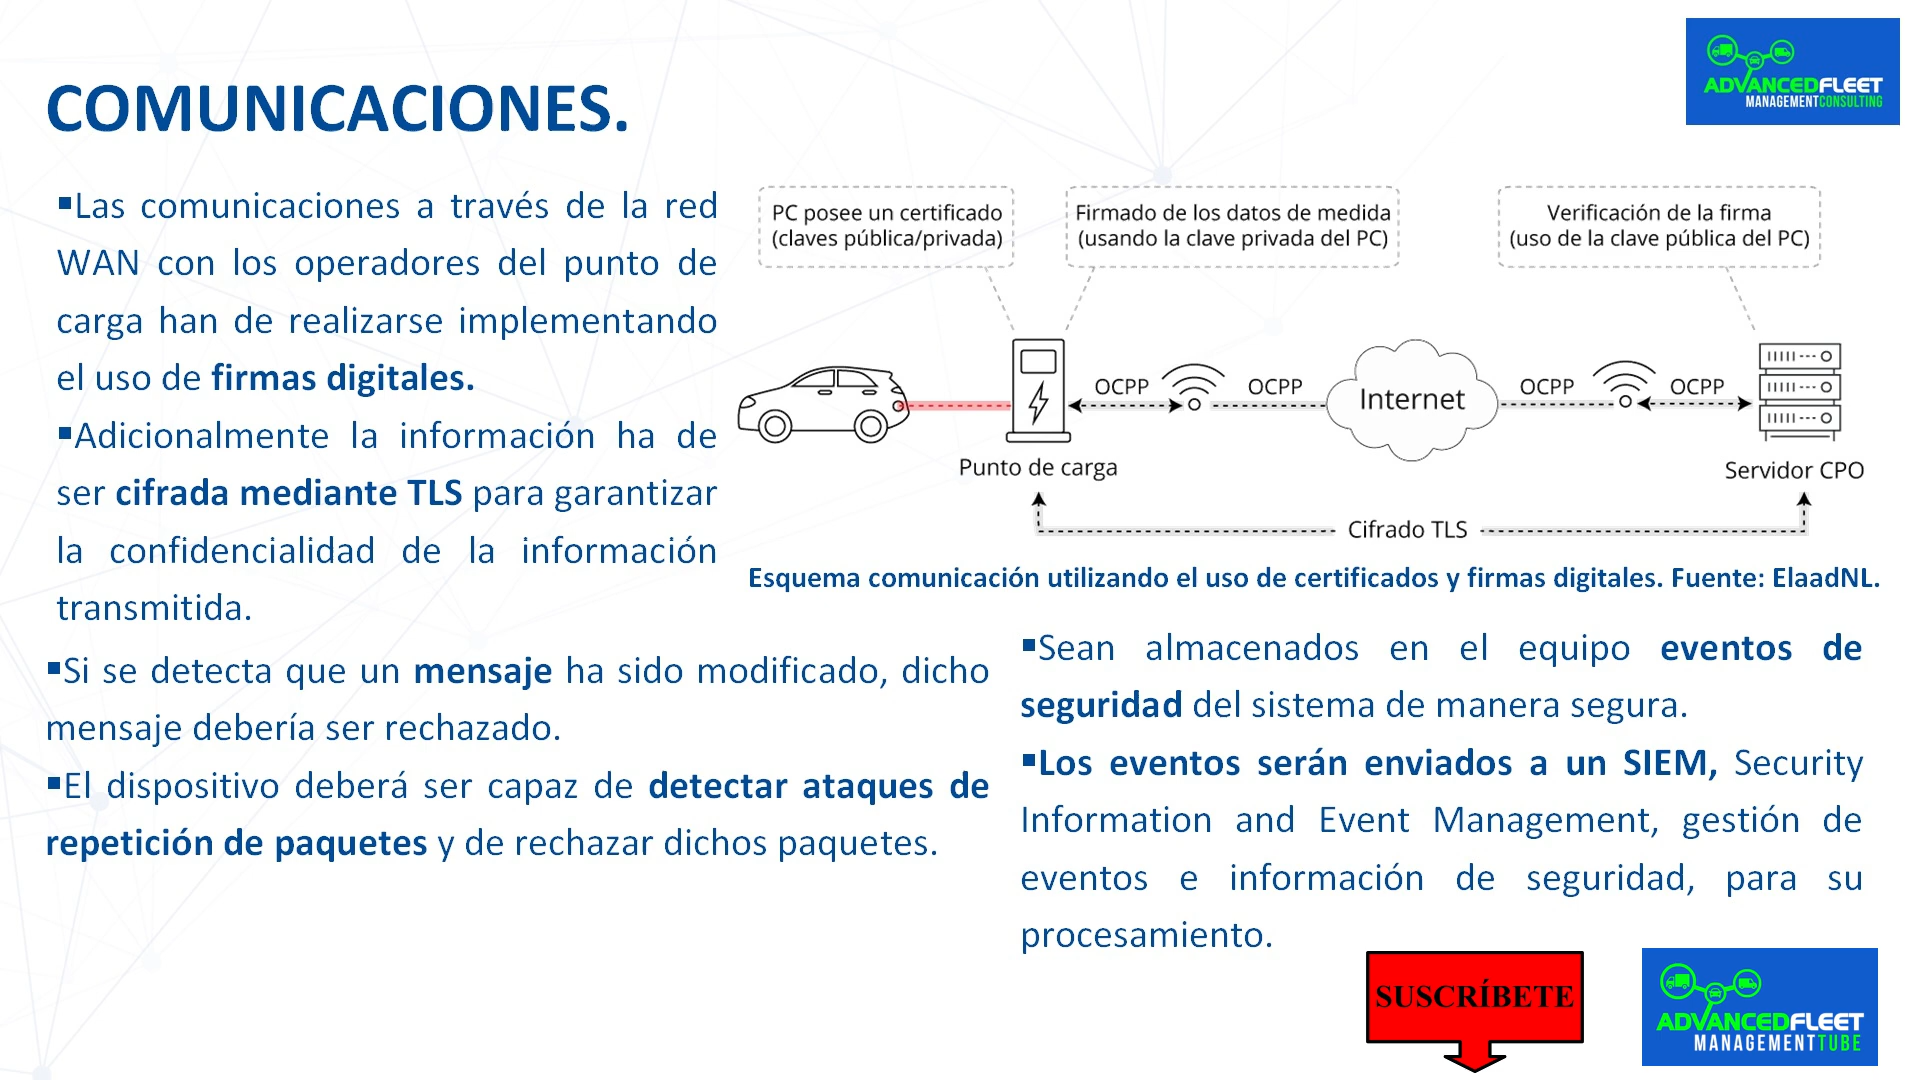 COMUNICACIONES.
ADVANCEDFLEET
MANAGEMENTCONSULTING
▪Las comunicaciones a través de la red
WAN con los operadores del punto de
carga han de realizarse implementando
el uso de firmas digitales.
▪Adicionalmente la información ha de
ser cifrada mediante TLS para garantizar
la confidencialidad de la información
transmitida.
▪Si se detecta que un mensaje ha sido modificado, dicho
mensaje debería ser rechazado.
▪El dispositivo deberá ser capaz de detectar ataques de
repetición de paquetes y de rechazar dichos paquetes.
PC posee un certificado
(claves pública/privada)
Firmado de los datos de medida
(usando la clave privada del PC)
Verificación de la firma
(uso de la clave pública del PC)
OCPP
OCPP
Internet
OCPP
OCPP
Punto de carga
Servidor CPO
Cifrado TLS
Esquema comunicación utilizando el uso de certificados y firmas digitales. Fuente: ElaadNL.
▪Sean almacenados en el equipo eventos de
seguridad del sistema de manera segura.
▪Los eventos serán enviados a un SIEM, Security
Information and Event Management, gestión de
eventos e información de seguridad, para su
procesamiento.
SUSCRÍBETE
ADVANCEDFLEET
MANAGEMENTTUBE